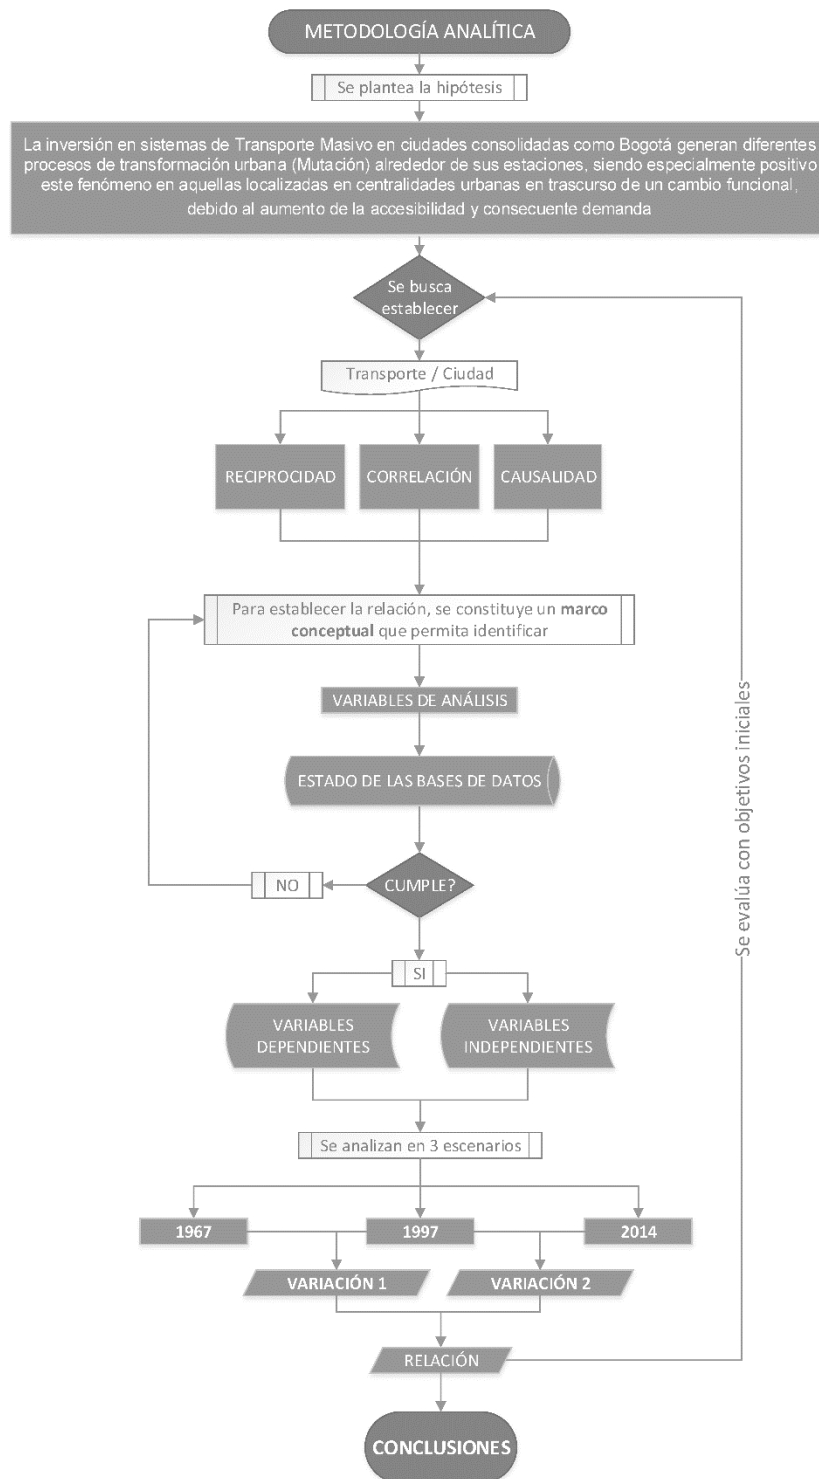 METODOLOGÍA ANALÍTICA
Se plantea la hipótesis
La inversión en sistemas de Transporte Masivo en ciudades consolidadas como Bogotá generan diferentes
procesos de transformación urbana (Mutación) alrededor de sus estaciones, siendo especialmente positivo
este fenómeno en aquellas localizadas en centralidades urbanas en trascurso de un cambio funcional,
debido al aumento de la accesibilidad y consecuente demanda
Se busca
establecer
Transporte / Ciudad
RECIPROCIDAD
CORRELACIÓN
CAUSALIDAD
Para establecer la relación, se constituye un marco
conceptual que permita identificar
VARIABLES DE ANÁLISIS
ESTADO DE LAS BASES DE DATOS
CUMPLE?
NO
SI
VARIABLES
DEPENDIENTES
VARIABLES
INDEPENDIENTES
Se analizan en 3 escenarios
1967
1997
2014
VARIACIÓN 1
VARIACIÓN 2
RELACIÓN
CONCLUSIONES
Se evalúa con objetivos iniciales